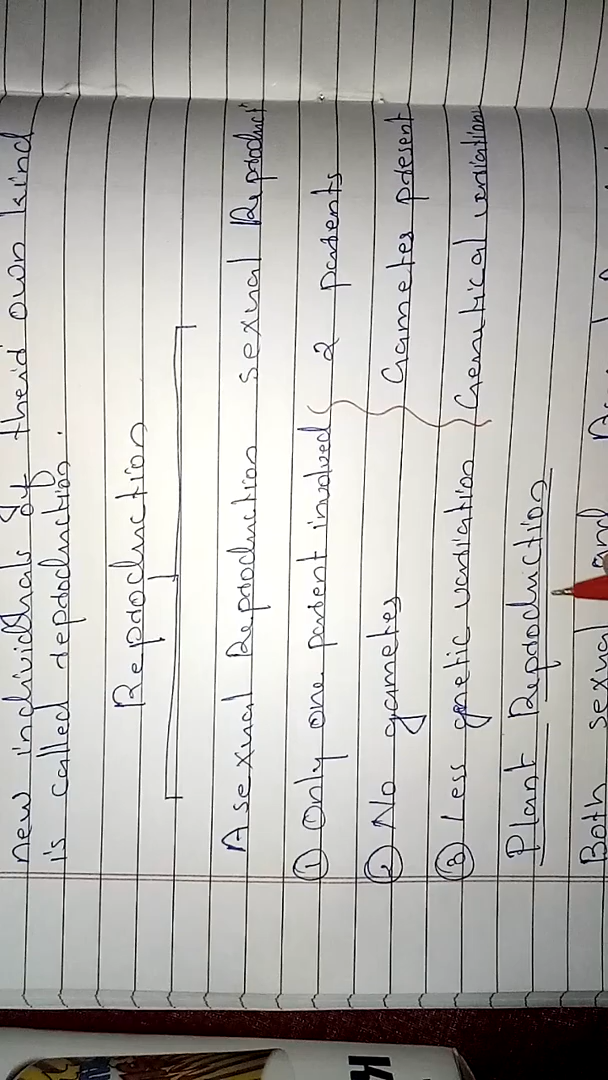 new individuals of their own kind
is called reproduction.
Reproduction
Asexual Reproduction sexual Reproduct
① Only one parent involved 2 parents
② No gametes Gametes present
③ Less gnetic variation Genetical variation
Plant Reproduction
Both sexual and
K